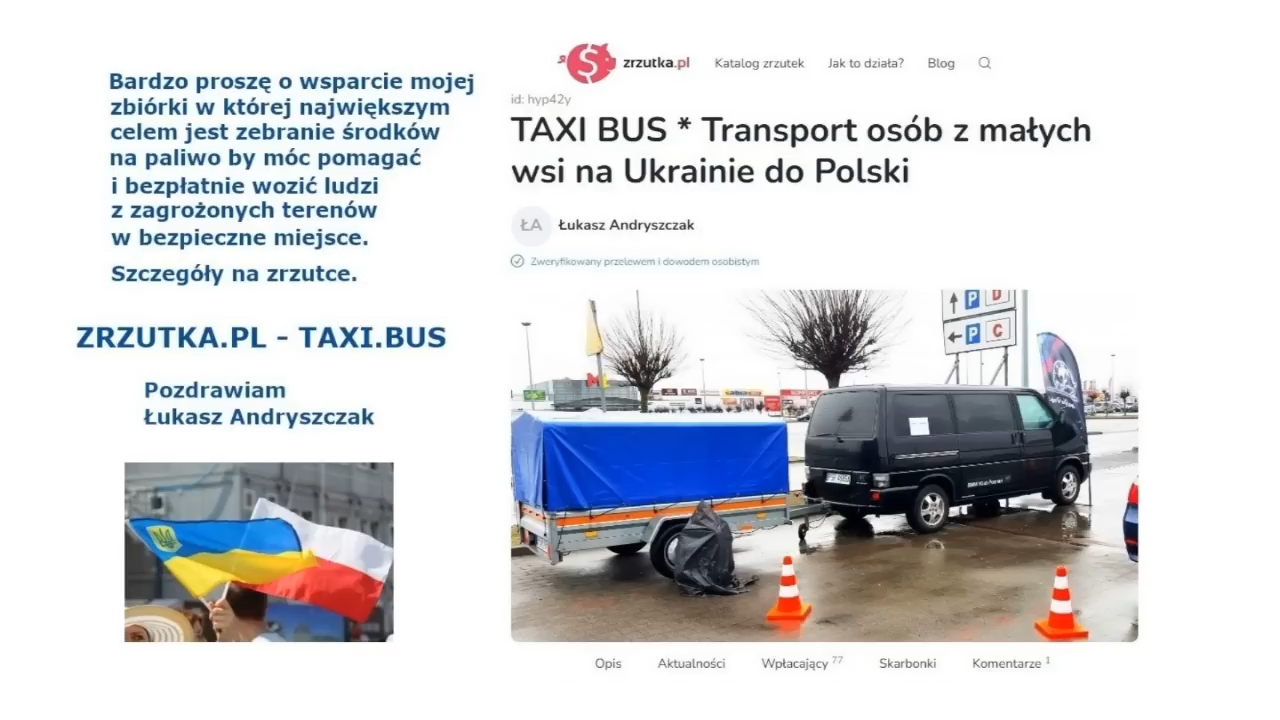 Bardzo proszę o wsparcie mojej
zbiórki w której największym
celem jest zebranie środków
na paliwo by móc pomagać
i bezpłatnie wozić ludzi
z zagrożonych terenów
w bezpieczne miejsce.
Szczegóły na zrzutce.
ZRZUTKA.PL - TAXI.BUS
Pozdrawiam
Łukasz Andryszczak
zrzutka.pl Katalog zrzutek Jak to działa? Blog
id: hyp42y
TAXI BUS * Transport osób z małych
wsi na Ukrainie do Polski
ŁA Łukasz Andryszczak
Zweryfikowany przelewem i dowodem osobistym
P D
P C
Opis Aktualności Wpłacający 77 Skarbonki Komentarze 1